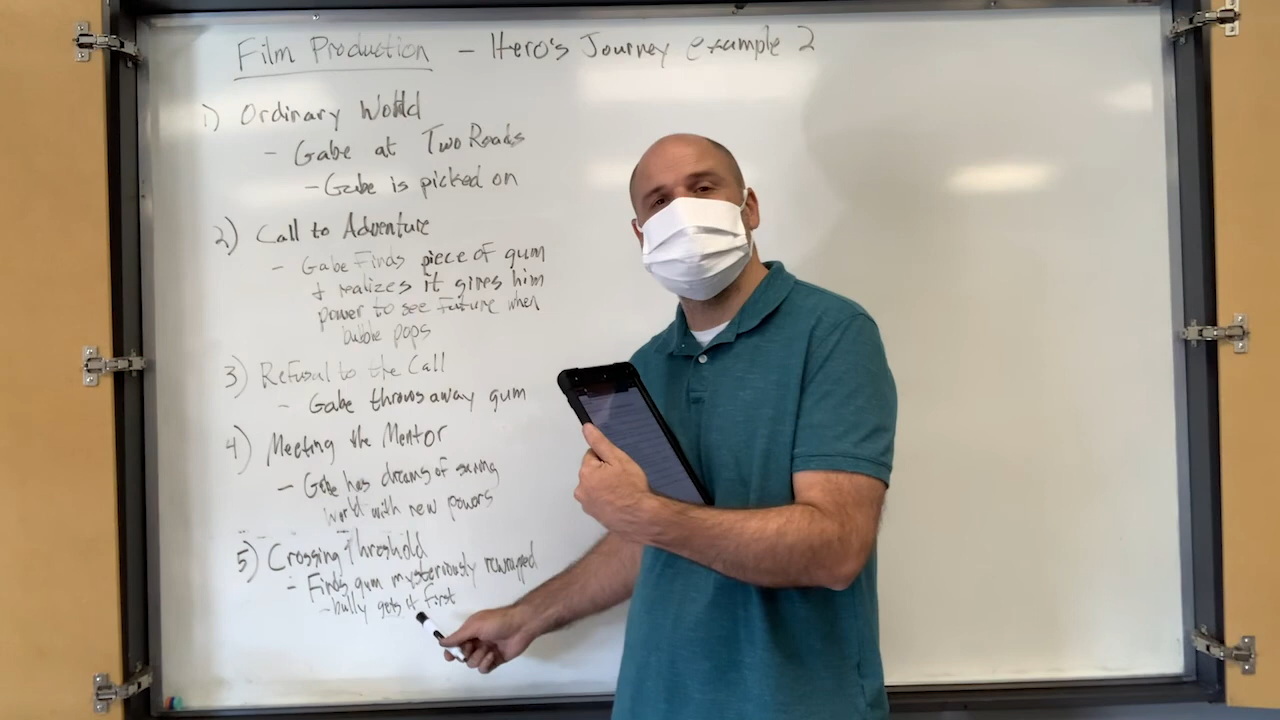 Film Production - Hero's Journey example 2
1) Ordinary World
- Gabe at Two Roads
- Gabe is picked on
2) Call to Adventure
- Gabe Finds piece of gum
+ realizes it gives him
power to see Future when
bubble pops
3) Refusal to the Call
- Gabe throws away gum
4) Meeting the Mentor
- Gabe has dreams of saving
world with new powers
5) Crossing Threshold
- Finds gum mysteriously rewrapped
- bully gets it first